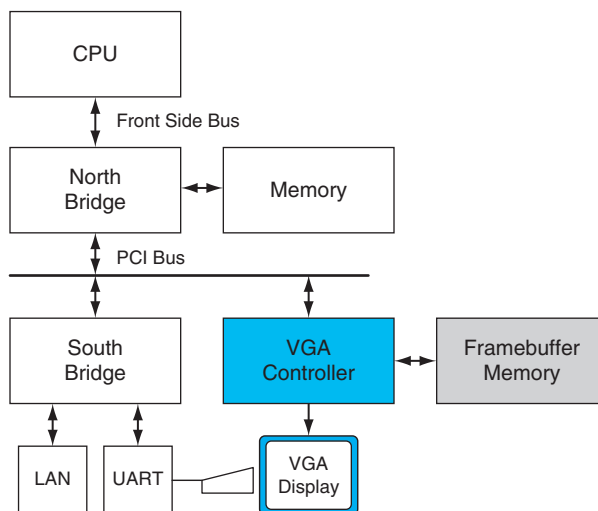 CPU
Front Side Bus
North
Bridge
Memory
PCI Bus
South
Bridge
VGA
Controller
Framebuffer
Memory
LAN
UART
VGA
Display